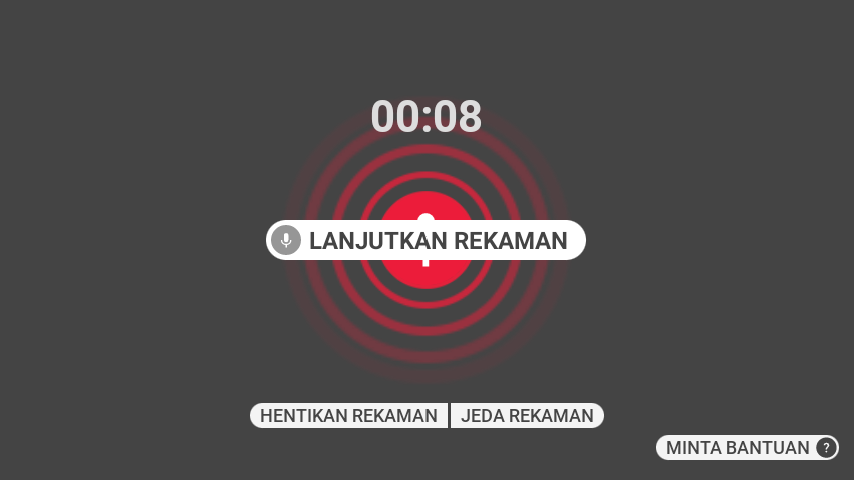 00:08
LANJUTKAN REKAMAN
HENTIKAN REKAMAN
JEDA REKAMAN
MINTA BANTUAN ?